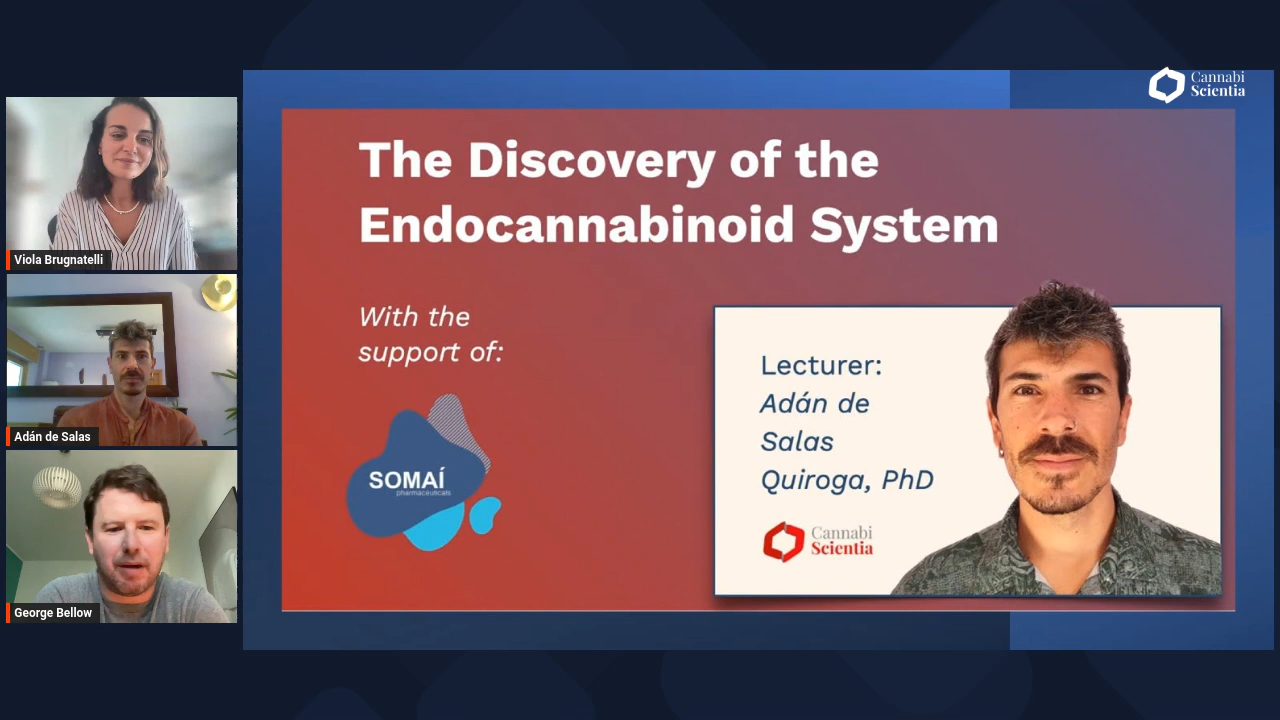 Cannabi
Scientia
Viola Brugnatelli
Adán de Salas
George Bellow
The Discovery of the
Endocannabinoid System
With the
support of:
SOMAÍ
pharmaceuticals
Lecturer:
Adán de
Salas
Quiroga, PhD
Cannabi
Scientia